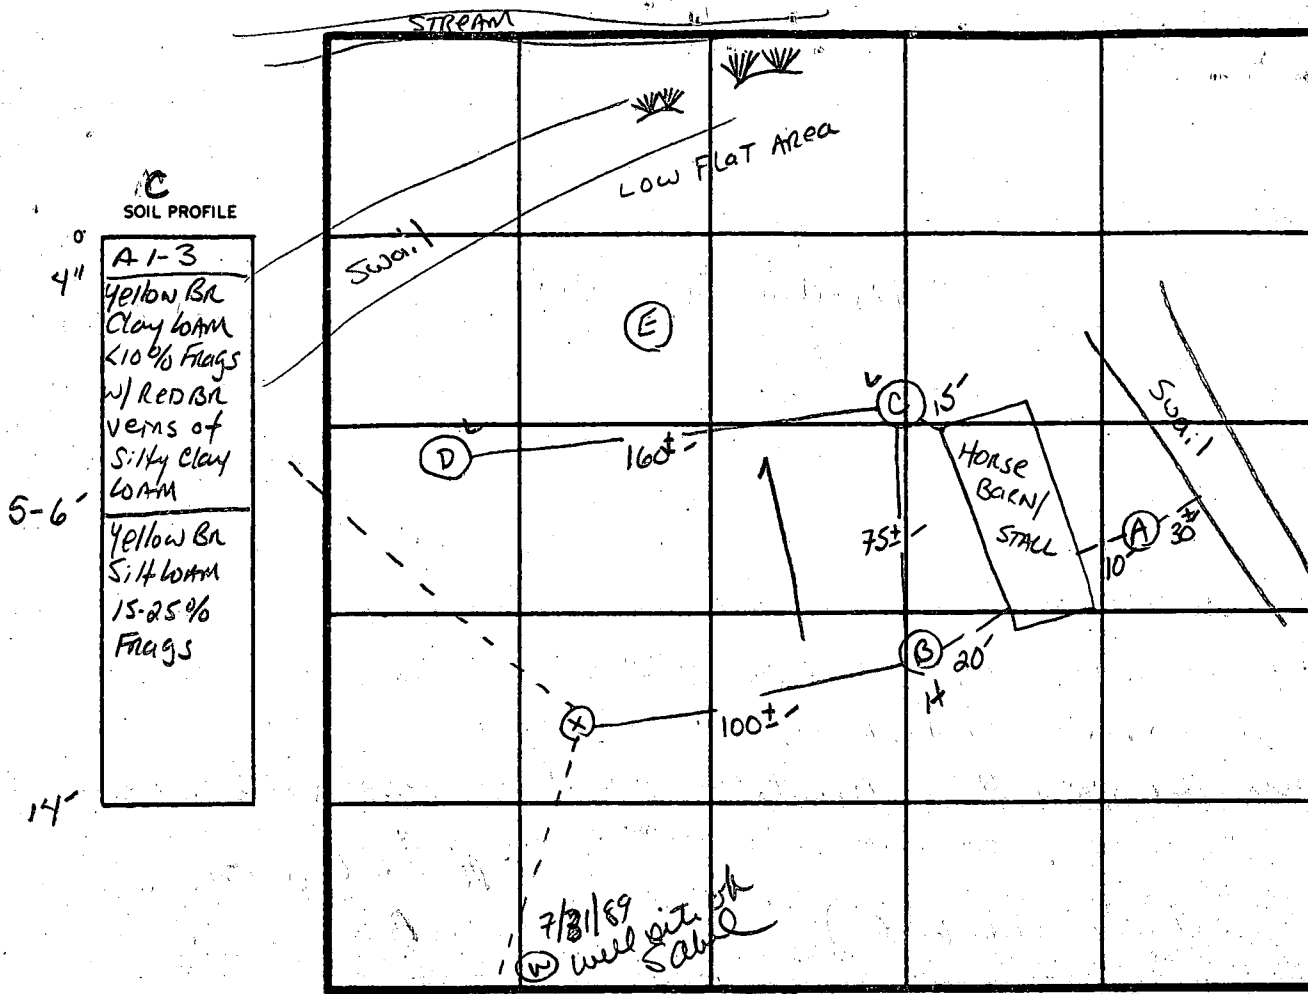 STREAM
LOW FLAT AREA
C
SOIL PROFILE
0
A 1-3
4"
Yellow BR
Clay LOAM
<10% Frags
w/ RED BR
veins of
Silty Clay
LOAM
5-6'
Yellow BR
Silt LOAM
15-25%
Frags
14'
Swail
E
C
15'
D
160±'
HORSE
BARN/
STALL
Swail
75±'
A
10'
30±'
B
20'
14
X
100±'
7/31/89
W well site ok